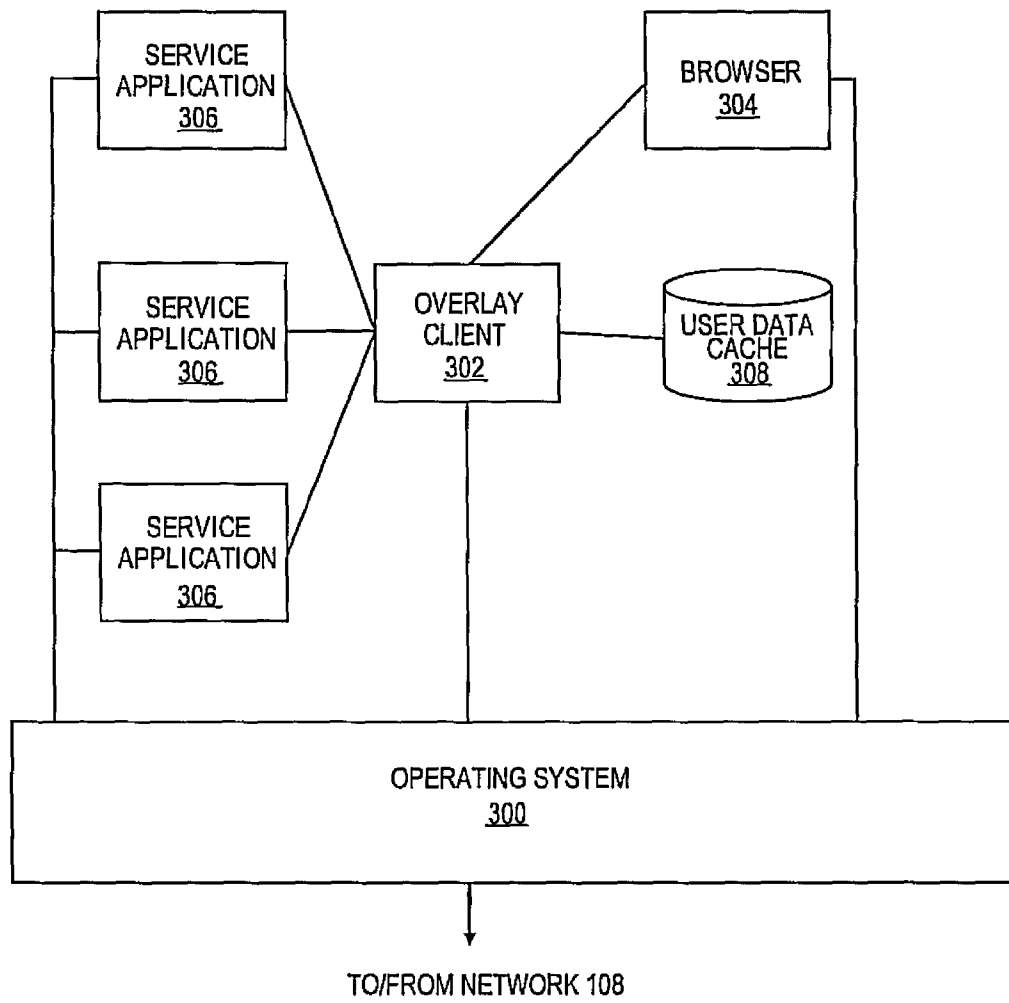 SERVICE
APPLICATION
306
BROWSER
304
SERVICE
APPLICATION
306
OVERLAY
CLIENT
302
USER DATA
CACHE
308
SERVICE
APPLICATION
306
OPERATING SYSTEM
300
TO/FROM NETWORK 108